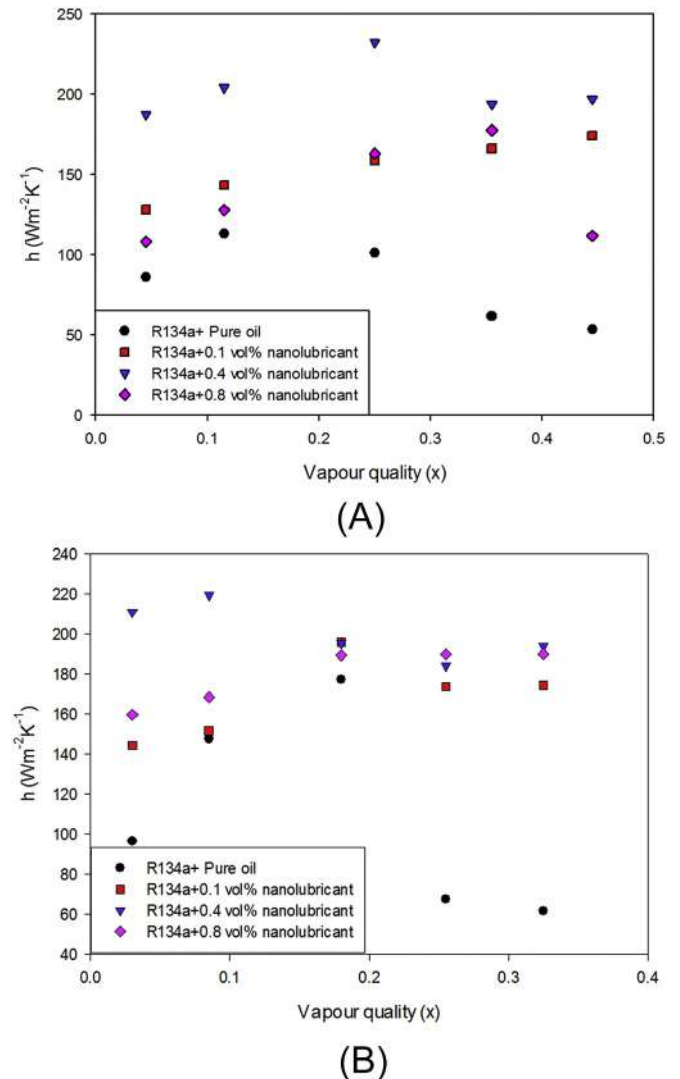 250
200
150
100
50
0
h (Wm⁻²K⁻¹)
R134a+ Pure oil
R134a+0.1 vol% nanolubricant
R134a+0.4 vol% nanolubricant
R134a+0.8 vol% nanolubricant
0.0 0.1 0.2 0.3 0.4 0.5
Vapour quality (x)
(A)
240
220
200
180
160
140
120
100
80
60
40
h (Wm⁻²K⁻¹)
R134a+ Pure oil
R134a+0.1 vol% nanolubricant
R134a+0.4 vol% nanolubricant
R134a+0.8 vol% nanolubricant
0.0 0.1 0.2 0.3 0.4
Vapour quality (x)
(B)